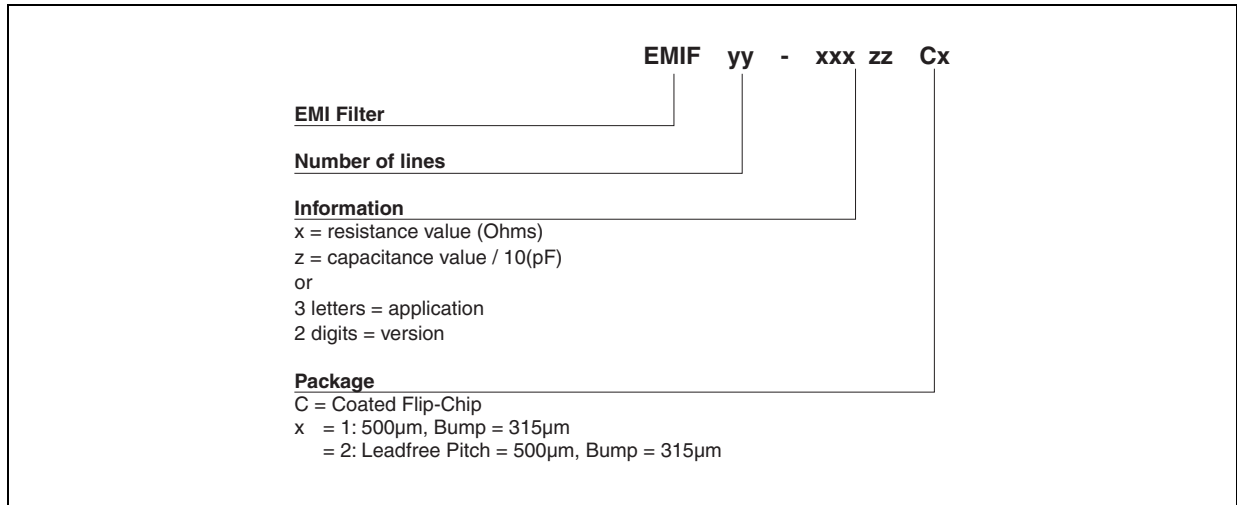 EMIF yy - xxx zz Cx
EMI Filter
Number of lines
Information
x = resistance value (Ohms)
z = capacitance value / 10(pF)
or
3 letters = application
2 digits = version
Package
C = Coated Flip-Chip
x = 1: 500µm, Bump = 315µm
= 2: Leadfree Pitch = 500µm, Bump = 315µm